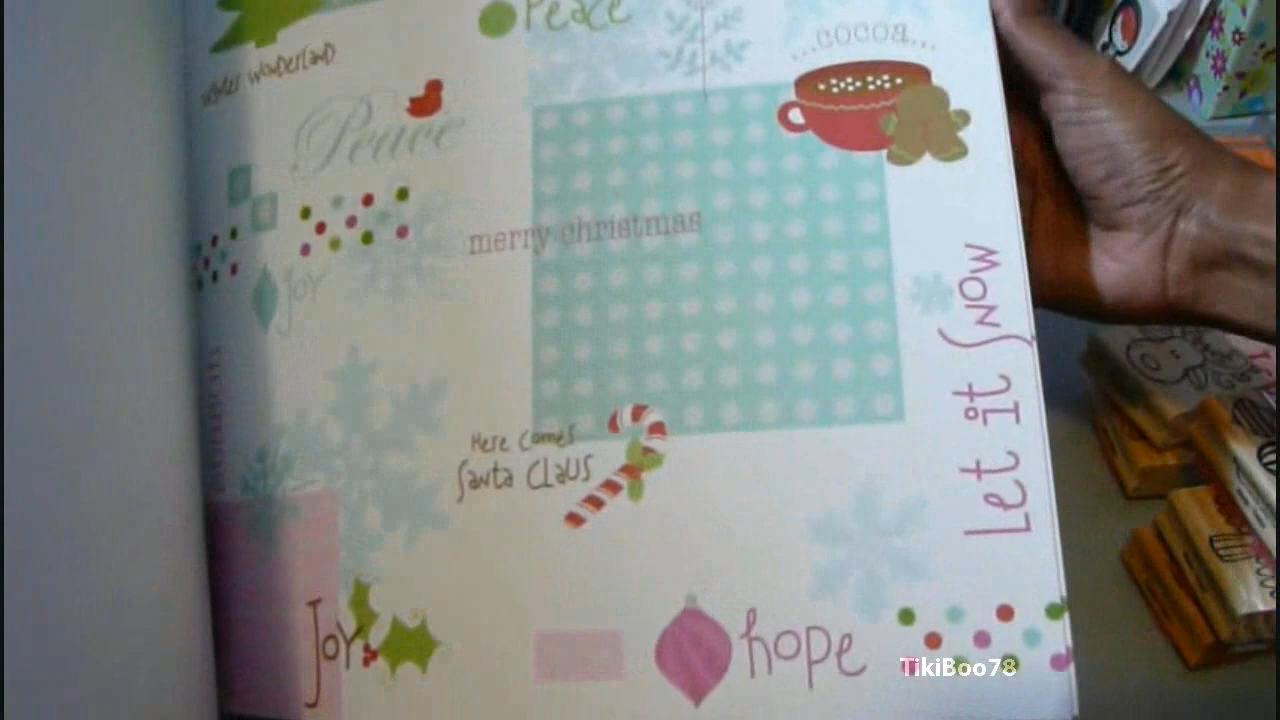 Peace
winter wonderland
...cocoa...
Peace
merry christmas
Joy
Let it Snow
Here comes
Santa Claus
Joy
hope
TikiBoo78